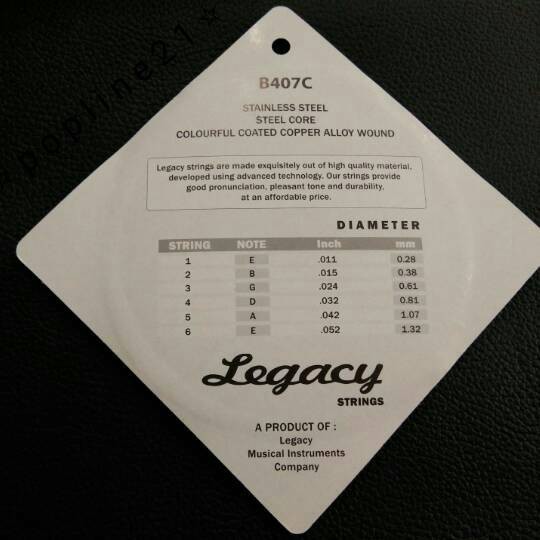 popline21☆
B407C
STAINLESS STEEL
STEEL CORE
COLOURFUL COATED COPPER ALLOY WOUND
Legacy strings are made exquisitely out of high quality material,
developed using advanced technology. Our strings provide
good pronunciation, pleasant tone and durability,
at an affordable price.
DIAMETER
STRING NOTE Inch mm
1 E .011 0.28
2 B .015 0.38
3 G .024 0.61
4 D .032 0.81
5 A .042 1.07
6 E .052 1.32
Legacy
STRINGS
A PRODUCT OF :
Legacy
Musical Instruments
Company